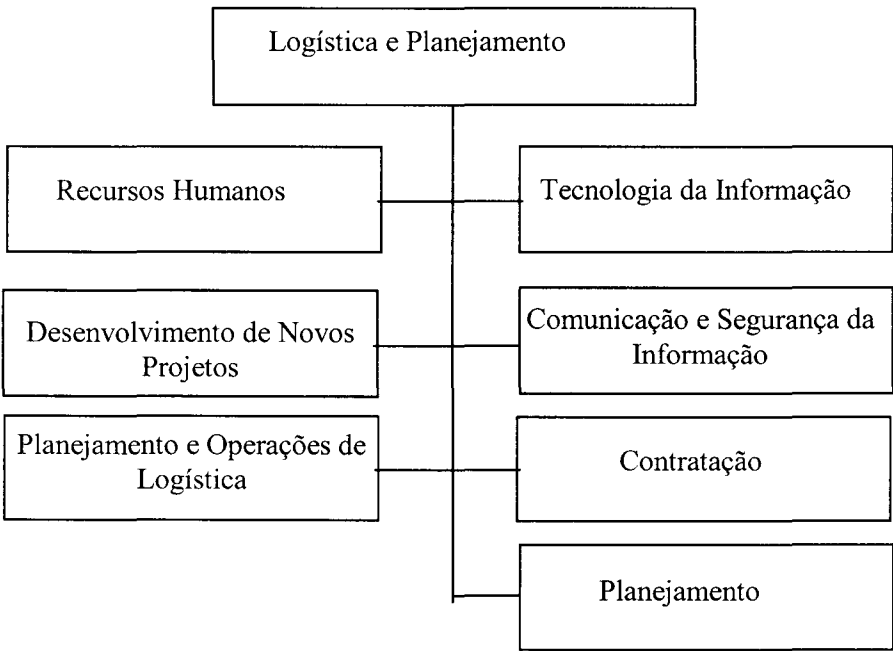 Logística e Planejamento
Recursos Humanos
Tecnologia da Informação
Desenvolvimento de Novos
Projetos
Comunicação e Segurança da
Informação
Planejamento e Operações de
Logística
Contratação
Planejamento